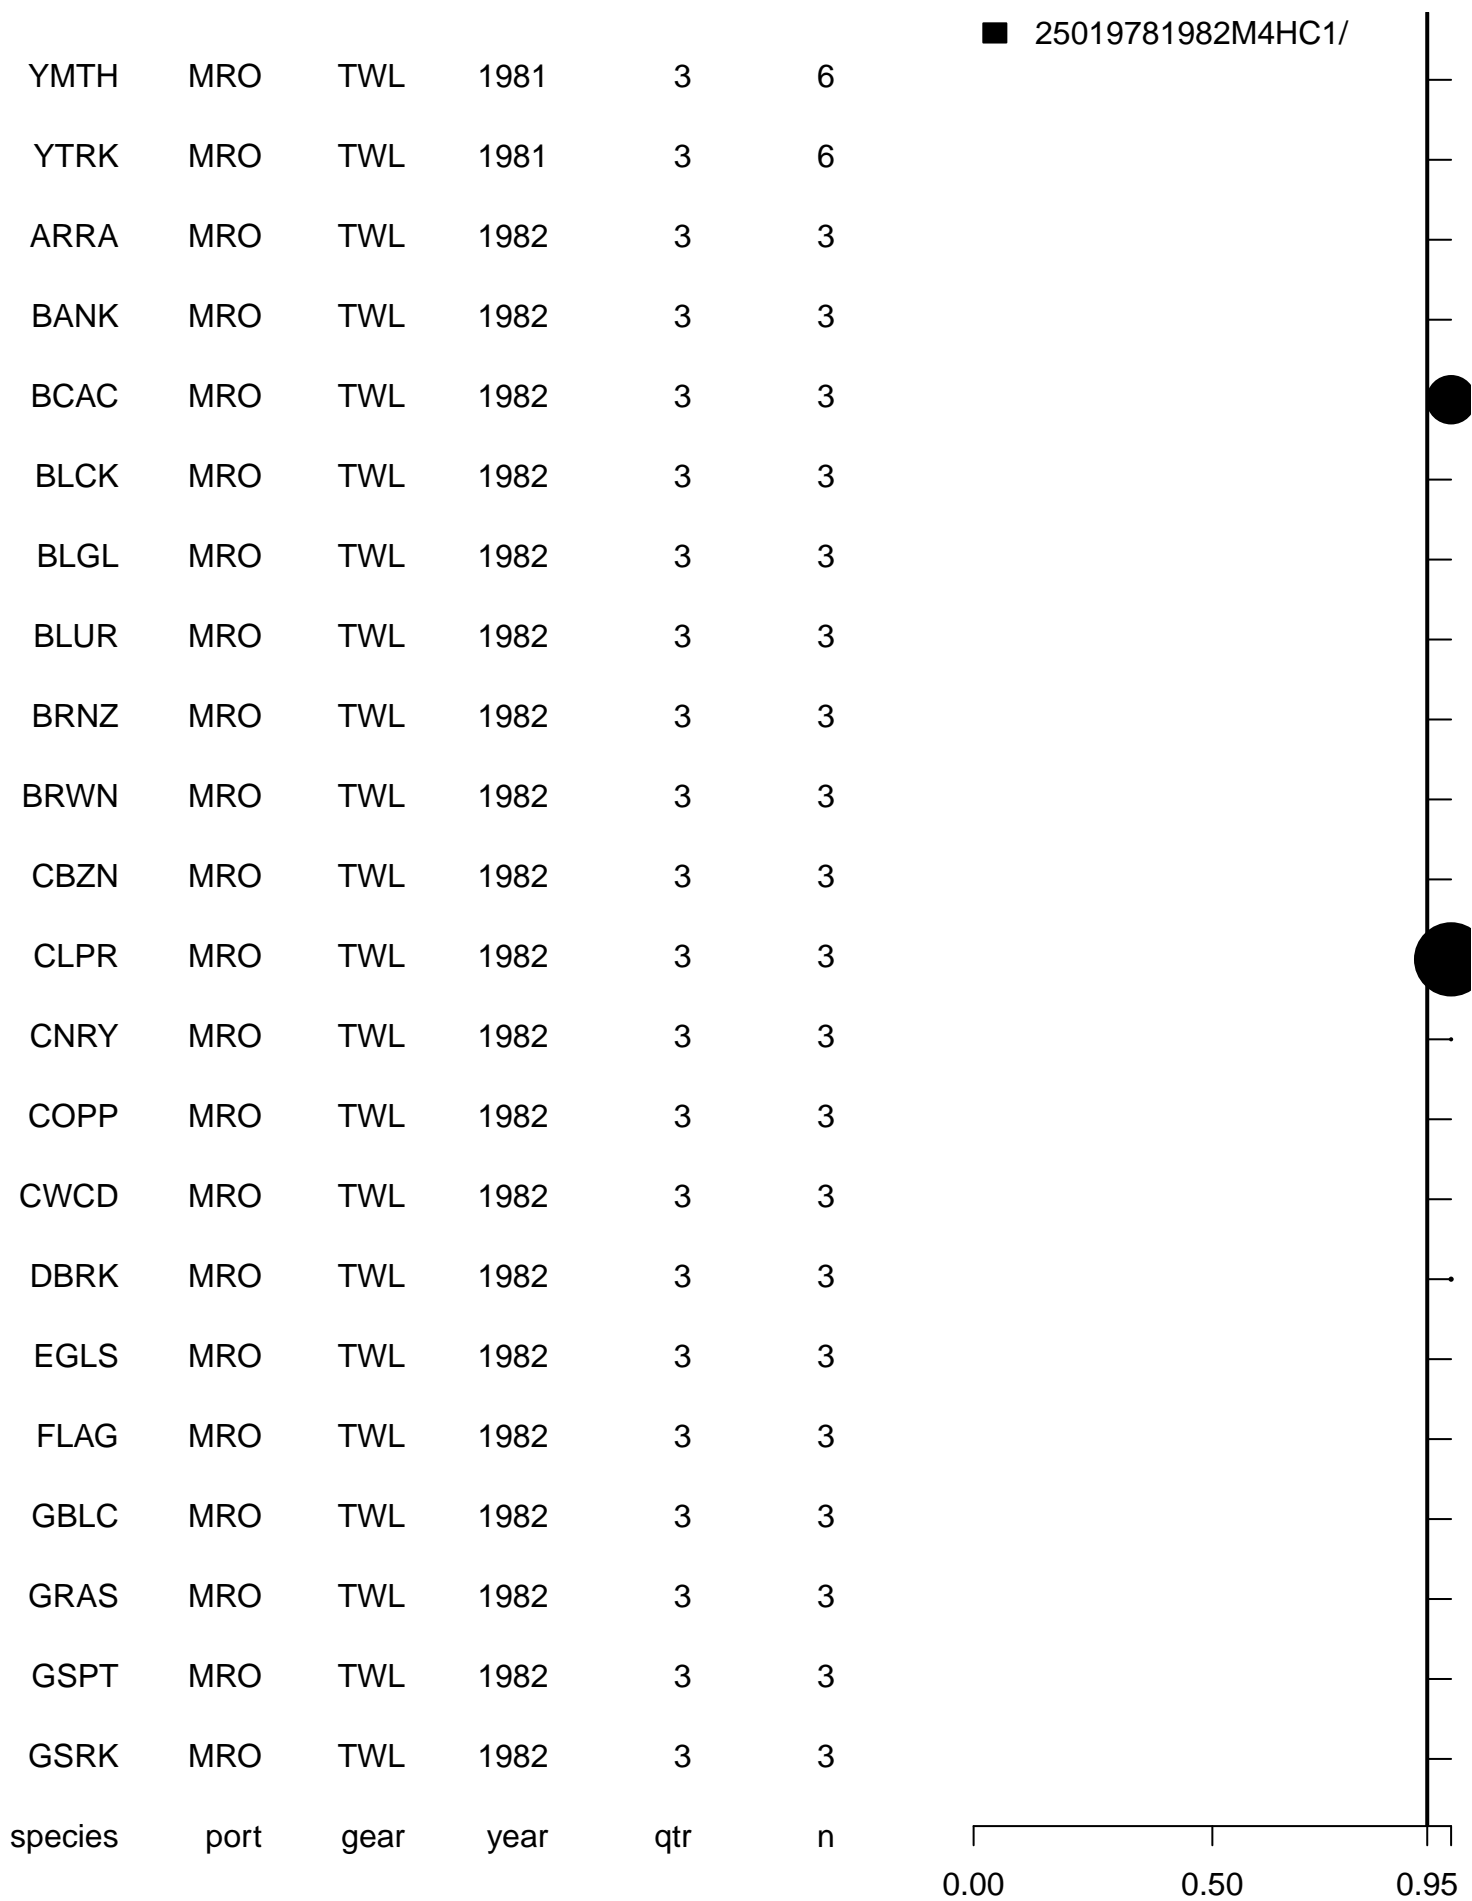 25019781982M4HC1/
YMTH MRO TWL 1981 3 6
YTRK MRO TWL 1981 3 6
ARRA MRO TWL 1982 3 3
BANK MRO TWL 1982 3 3
BCAC MRO TWL 1982 3 3
BLCK MRO TWL 1982 3 3
BLGL MRO TWL 1982 3 3
BLUR MRO TWL 1982 3 3
BRNZ MRO TWL 1982 3 3
BRWN MRO TWL 1982 3 3
CBZN MRO TWL 1982 3 3
CLPR MRO TWL 1982 3 3
CNRY MRO TWL 1982 3 3
COPP MRO TWL 1982 3 3
CWCD MRO TWL 1982 3 3
DBRK MRO TWL 1982 3 3
EGLS MRO TWL 1982 3 3
FLAG MRO TWL 1982 3 3
GBLC MRO TWL 1982 3 3
GRAS MRO TWL 1982 3 3
GSPT MRO TWL 1982 3 3
GSRK MRO TWL 1982 3 3
species port gear year qtr n
0.00 0.50 0.95